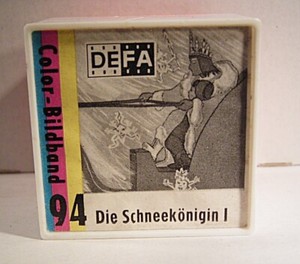 DEFA
Color-Bildband
94 Die Schneekönigin I